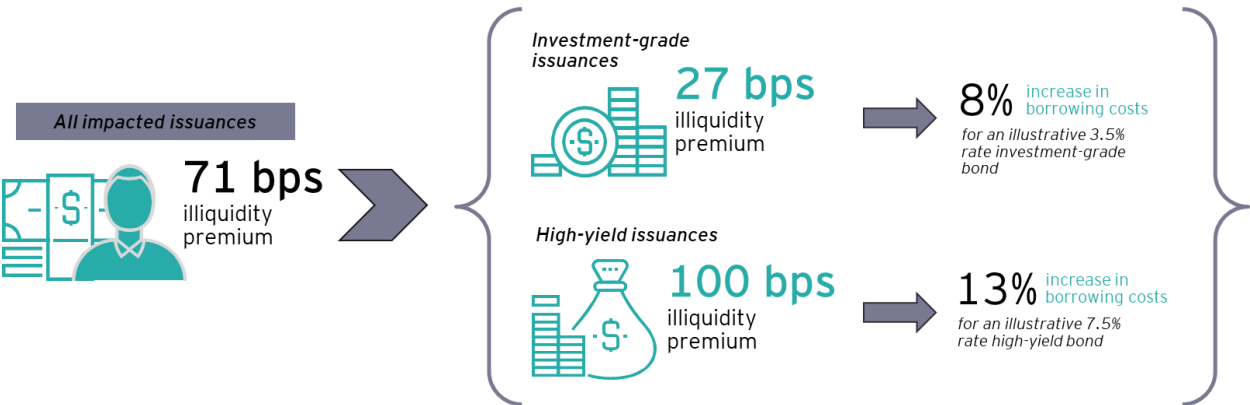 All impacted issuances
71 bps
illiquidity
premium
Investment-grade
issuances
27 bps
illiquidity
premium
8%
increase in
borrowing costs
for an illustrative 3.5%
rate investment-grade
bond
High-yield issuances
100 bps
illiquidity
premium
13%
increase in
borrowing costs
for an illustrative 7.5%
rate high-yield bond